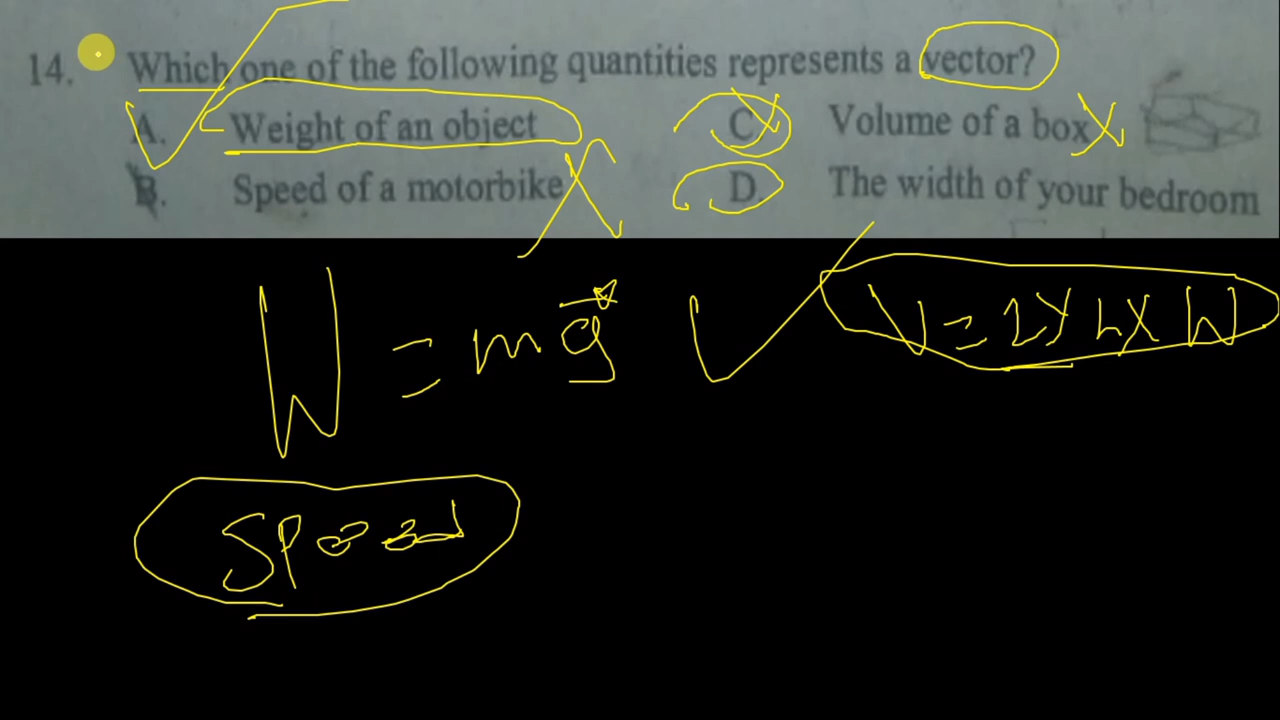 14. Which one of the following quantities represents a vector?
A. Weight of an object C. Volume of a box
B. Speed of a motorbike D. The width of your bedroom
W = mg V = L x h x W
Speed